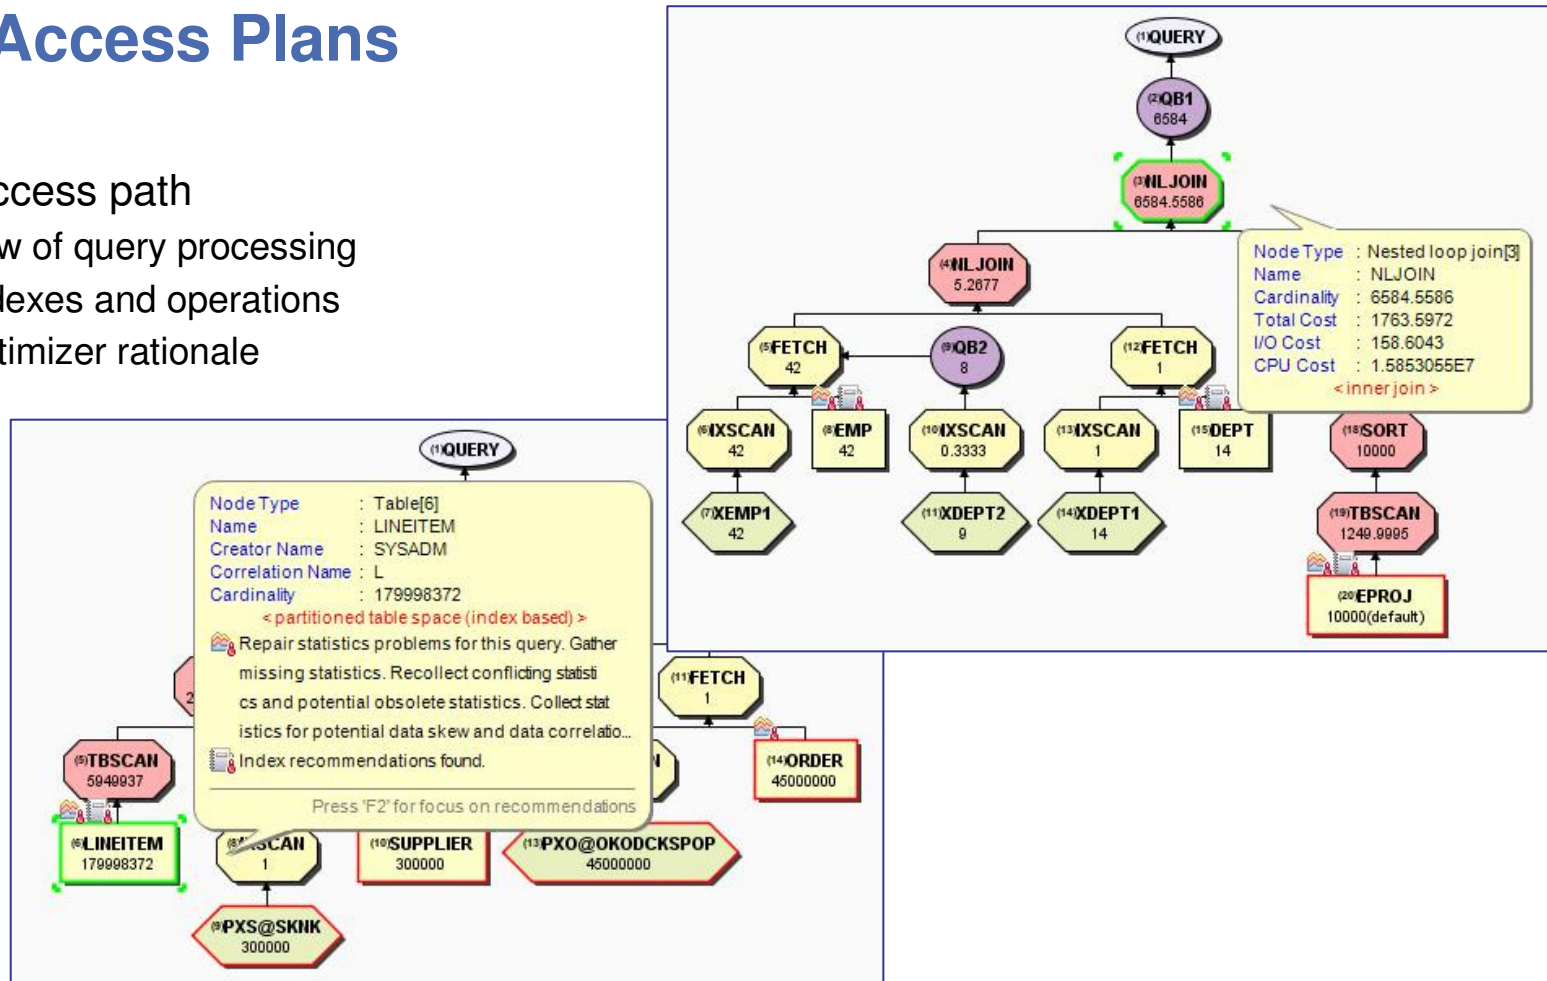 Access Plans
ccess path
w of query processing
dexes and operations
timizer rationale
(1)QUERY
(2)QB1
6584
(3)NLJOIN
6584.5586
(4)NLJOIN
5.2677
Node Type : Nested loop join[3]
Name : NLJOIN
Cardinality : 6584.5586
Total Cost : 1763.5972
I/O Cost : 158.6043
CPU Cost : 1.5853055E7
<inner join >
(5)FETCH
42
(9)QB2
8
(12)FETCH
1
(6)IXSCAN
42
(8)EMP
42
(10)IXSCAN
0.3333
(13)IXSCAN
1
(15)DEPT
14
(18)SORT
10000
(7)XEMP1
42
(11)XDEPT2
9
(14)XDEPT1
14
(19)TBSCAN
1249.9995
(20)EPROJ
10000(default)
(1)QUERY
Node Type : Table[6]
Name : LINEITEM
Creator Name : SYSADM
Correlation Name : L
Cardinality : 179998372
< partitioned table space (index based) >
Repair statistics problems for this query. Gather
missing statistics. Recollect conflicting statisti
cs and potential obsolete statistics. Collect stat
istics for potential data skew and data correlatio...
Index recommendations found.
Press 'F2' for focus on recommendations
2
(11)FETCH
1
(5)TBSCAN
5949937
N
(14)ORDER
45000000
(6)LINEITEM
179998372
(8) SCAN
1
(10)SUPPLIER
300000
(13)PXO@OKODCKSPOP
45000000
(9)PXS@SKNK
300000